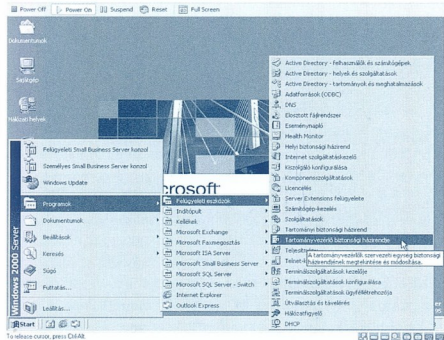 Power Off
Power On
Suspend
Reset
Full Screen
Dokumentumok
Sajátgép
Hálózati helyek
crosoft
Felügyeleti Small Business Server konzol
Személyes Small Business Server konzol
Windows Update
Programok
Dokumentumok
Beállítások
Keresés
Súgó
Futtatás...
Leállítás...
Windows 2000 Server
Felügyeleti eszközök
Indítópult
Kellékek
Microsoft Exchange
Microsoft Faxmegosztás
Microsoft ISA Server
Microsoft Small Business Server
Microsoft SQL Server
Microsoft SQL Server - Switch
Internet Explorer
Outlook Express
Active Directory - felhasználók és számítógépek
Active Directory - helyek és szolgáltatások
Active Directory - tartományok és meghatalmazások
Adatforrások (ODBC)
DNS
Elosztott fájlrendszer
Eseménynapló
Health Monitor
Helyi biztonsági házirend
Internet szolgáltatáskezelő
Kiszolgáló konfigurálása
Komponensszolgáltatások
Licencelés
Server Extensions felügyelete
Számítógép-kezelés
Szolgáltatások
Tartományi biztonsági házirend
Tartományvezérlő biztonsági házirendje
A tartományvezérlők szervezeti egység biztonsági
házirendjének megtekintése és módosítása.
Terminálszolgáltatások kezelője
Terminálszolgáltatások konfigurálása
Terminálszolgáltatások ügyféllétrehozója
Útválasztás és távelérés
Hálózatfigyelő
DHCP
Start
To release cursor, press Ctrl-Alt